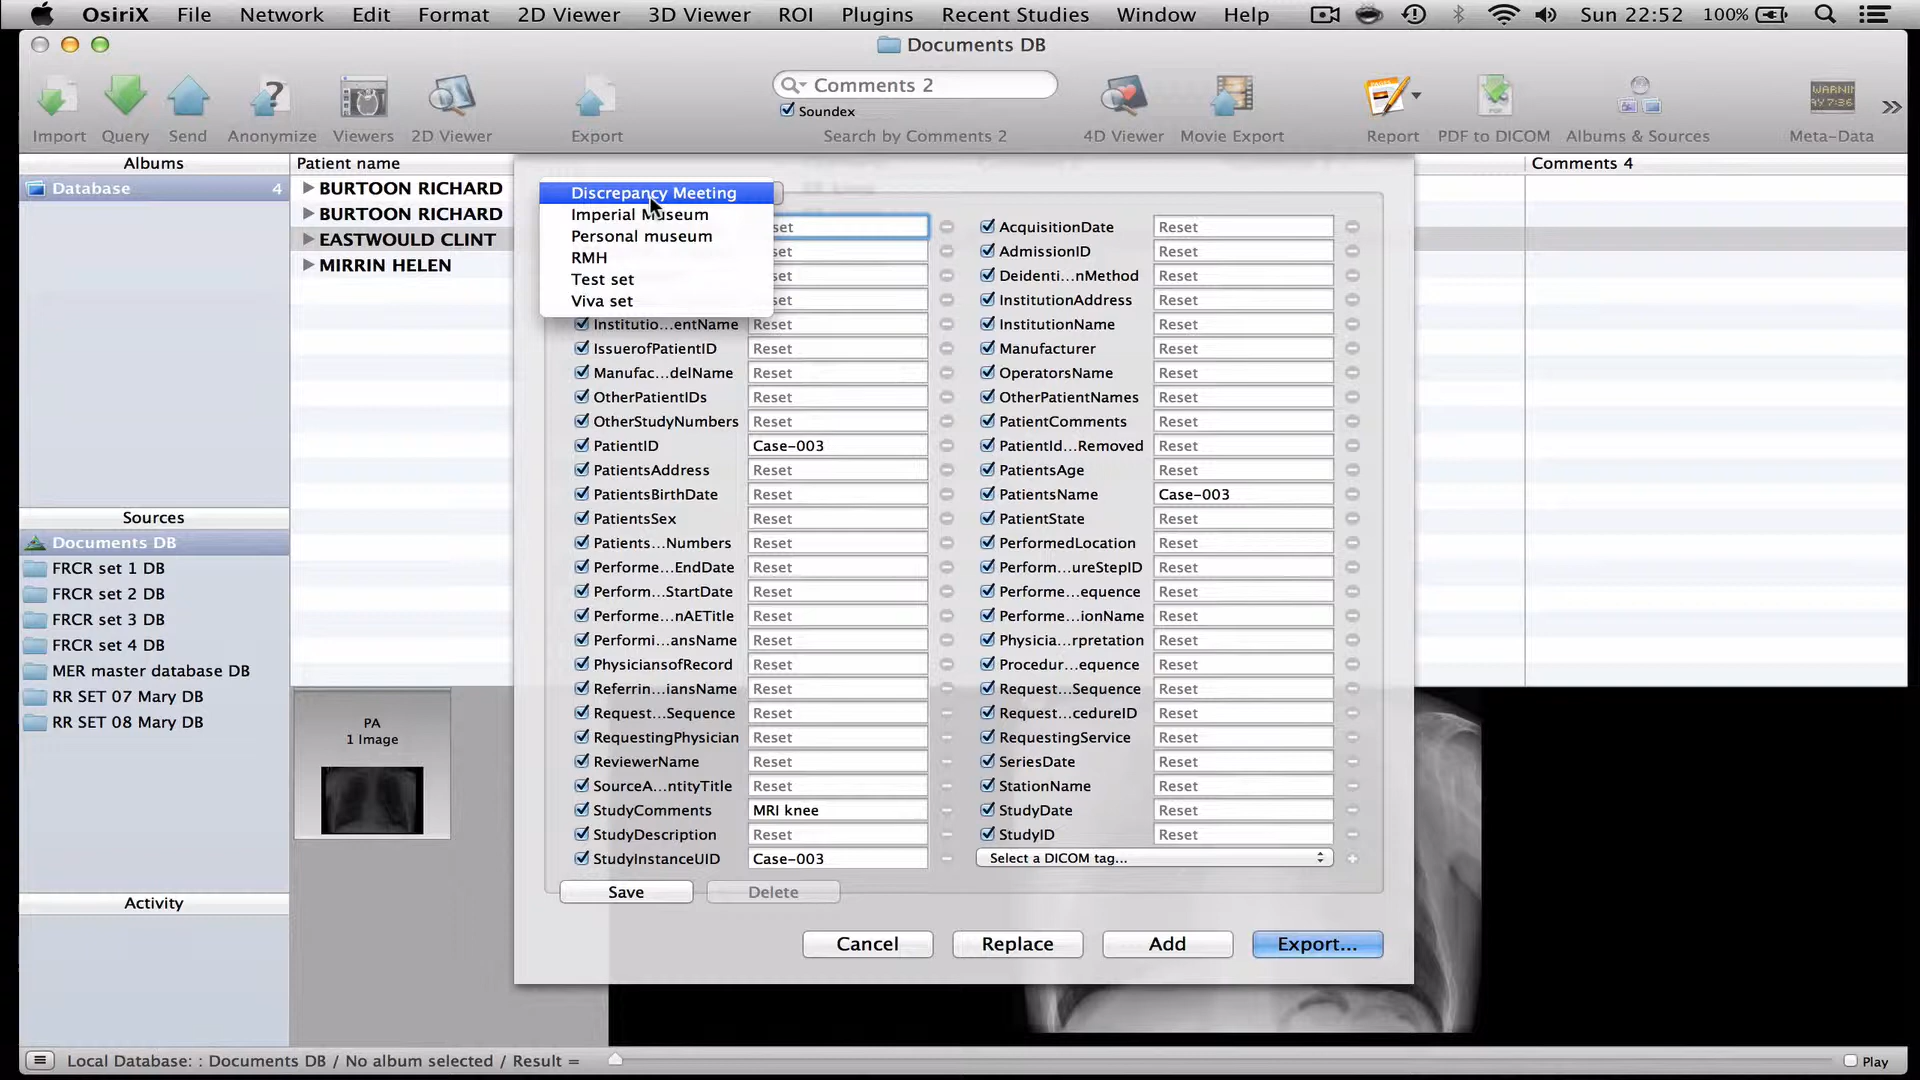 OsiriX File Network Edit Format 2D Viewer 3D Viewer ROI Plugins Recent Studies Window Help Sun 22:52 100%
Documents DB
Comments 2
Soundex
Import Query Send Anonymize Viewers 2D Viewer Export Search by Comments 2 4D Viewer Movie Export Report PDF to DICOM Albums & Sources Meta-Data
WARNIN
Albums Patient name Comments 4
Database 4
BURTOON RICHARD
BURTOON RICHARD
EASTWOULD CLINT
MIRRIN HELEN
Discrepancy Meeting
Imperial Museum
Personal museum
RMH
Test set
Viva set
set AcquisitionDate Reset
set AdmissionID Reset
set Deidenti...nMethod Reset
set InstitutionAddress Reset
Institutio...entName Reset InstitutionName Reset
IssuerofPatientID Reset Manufacturer Reset
Manufac...delName Reset OperatorsName Reset
OtherPatientIDs Reset OtherPatientNames Reset
OtherStudyNumbers Reset PatientComments Reset
PatientID Case-003 PatientId...Removed Reset
PatientsAddress Reset PatientsAge Reset
PatientsBirthDate Reset PatientsName Case-003
PatientsSex Reset PatientState Reset
Patients...Numbers Reset PerformedLocation Reset
Performe...EndDate Reset Perform...ureStepID Reset
Perform...StartDate Reset Performe...equence Reset
Performe...nAETitle Reset Performe...ionName Reset
Performi...ansName Reset Physicia...rpretation Reset
PhysiciansofRecord Reset Procedur...equence Reset
Referrin...iansName Reset Request...Sequence Reset
Request...Sequence Reset Request...cedureID Reset
RequestingPhysician Reset RequestingService Reset
ReviewerName Reset SeriesDate Reset
SourceA...ntityTitle Reset StationName Reset
StudyComments MRI knee StudyDate Reset
StudyDescription Reset StudyID Reset
StudyInstanceUID Case-003 Select a DICOM tag...
Save Delete
Cancel Replace Add Export...
Sources
Documents DB
FRCR set 1 DB
FRCR set 2 DB
FRCR set 3 DB
FRCR set 4 DB
MER master database DB
RR SET 07 Mary DB
RR SET 08 Mary DB
PA
1 Image
Activity
Local Database: : Documents DB / No album selected / Result = Play